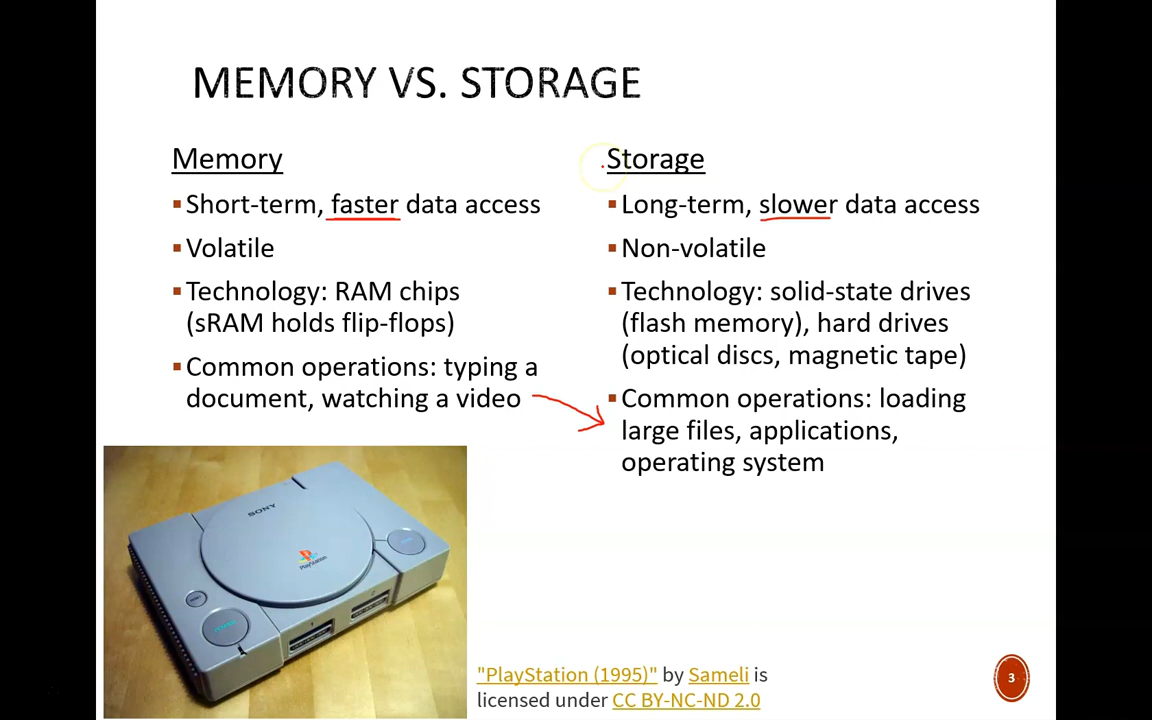 MEMORY VS. STORAGE
Memory
▪Short-term, faster data access
▪Volatile
▪Technology: RAM chips
(sRAM holds flip-flops)
▪Common operations: typing a
document, watching a video
Storage
▪Long-term, slower data access
▪Non-volatile
▪Technology: solid-state drives
(flash memory), hard drives
(optical discs, magnetic tape)
▪Common operations: loading
large files, applications,
operating system
SONY
PlayStation
"PlayStation (1995)" by Sameli is
licensed under CC BY-NC-ND 2.0
3